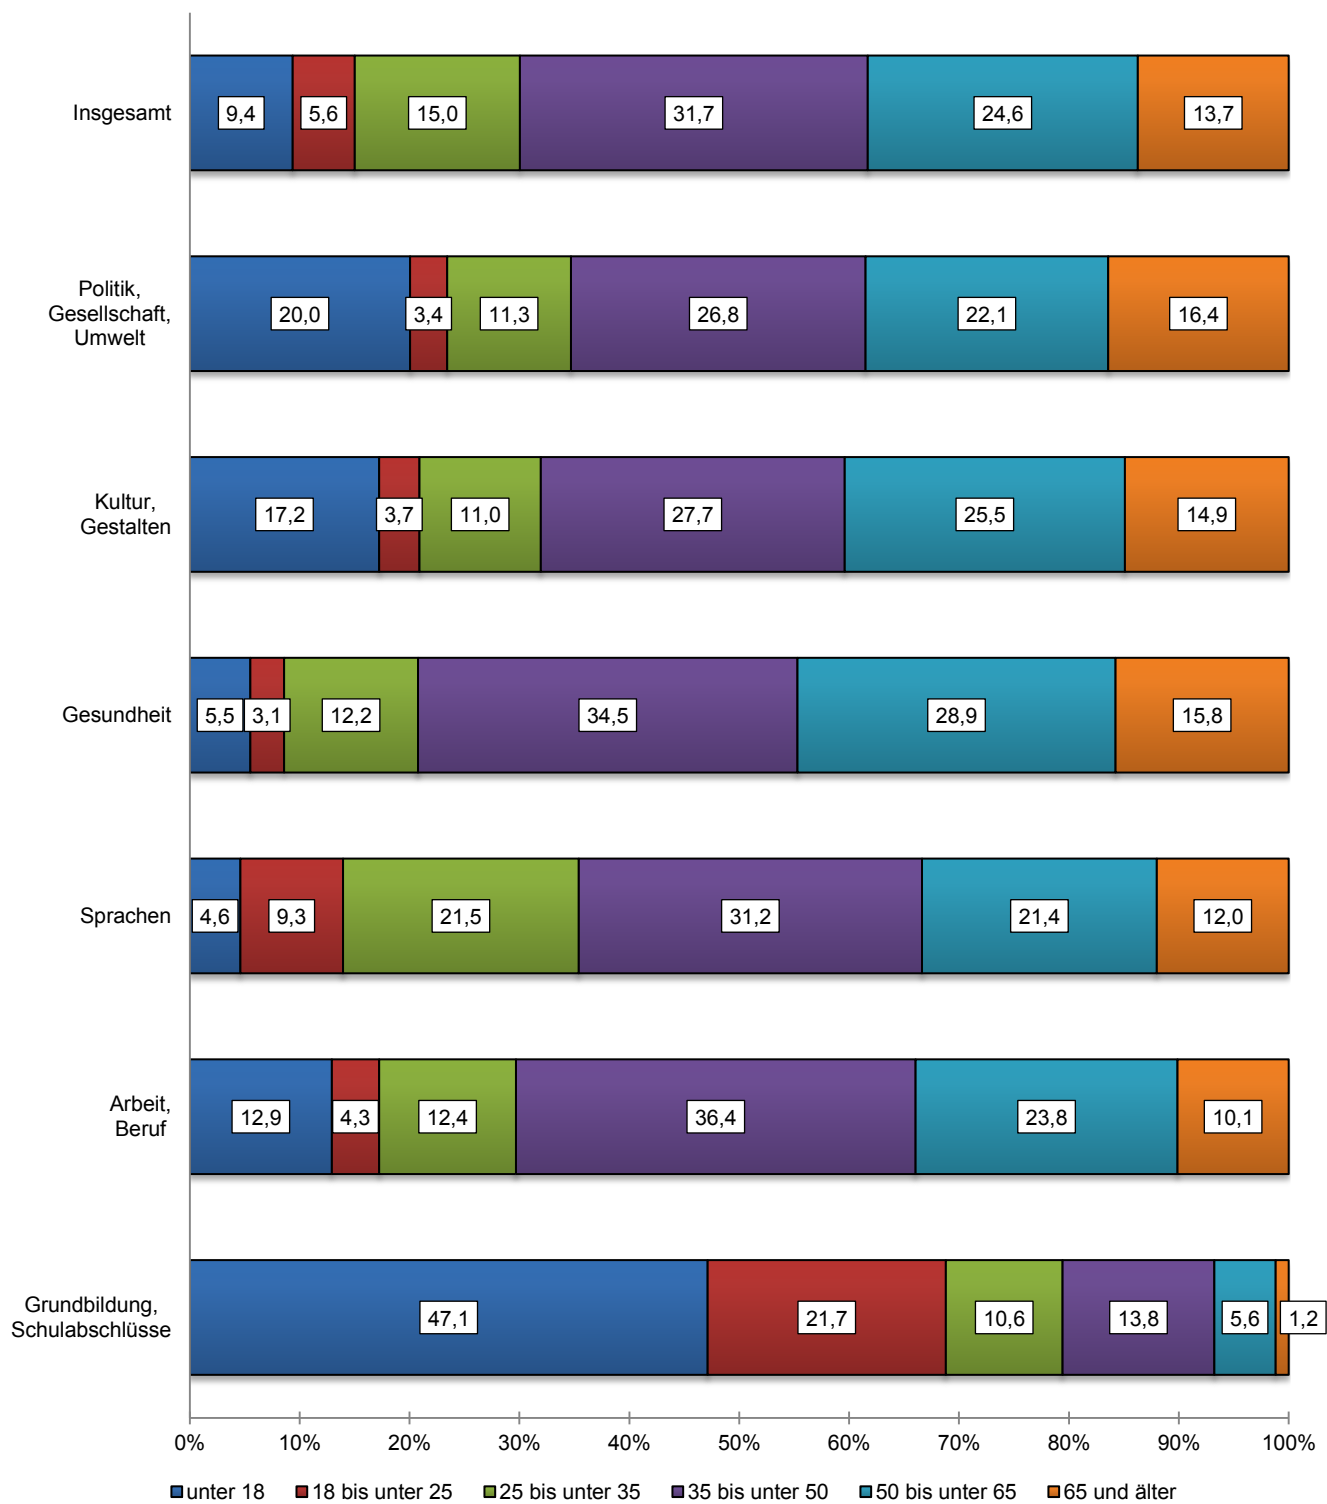 Insgesamt
9,4 5,6 15,0 31,7 24,6 13,7
Politik,
Gesellschaft,
Umwelt
20,0 3,4 11,3 26,8 22,1 16,4
Kultur,
Gestalten
17,2 3,7 11,0 27,7 25,5 14,9
Gesundheit
5,5 3,1 12,2 34,5 28,9 15,8
Sprachen
4,6 9,3 21,5 31,2 21,4 12,0
Arbeit,
Beruf
12,9 4,3 12,4 36,4 23,8 10,1
Grundbildung,
Schulabschlüsse
47,1 21,7 10,6 13,8 5,6 1,2
0% 10% 20% 30% 40% 50% 60% 70% 80% 90% 100%
unter 18 18 bis unter 25 25 bis unter 35 35 bis unter 50 50 bis unter 65 65 und älter